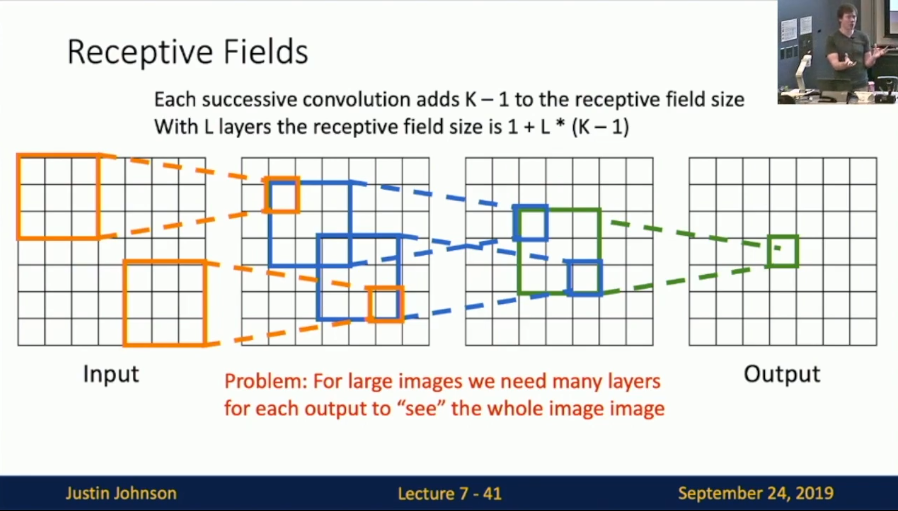 Receptive Fields
Each successive convolution adds K – 1 to the receptive field size
With L layers the receptive field size is 1 + L * (K – 1)
Input
Output
Problem: For large images we need many layers
for each output to “see” the whole image image
Justin Johnson
Lecture 7 - 41
September 24, 2019